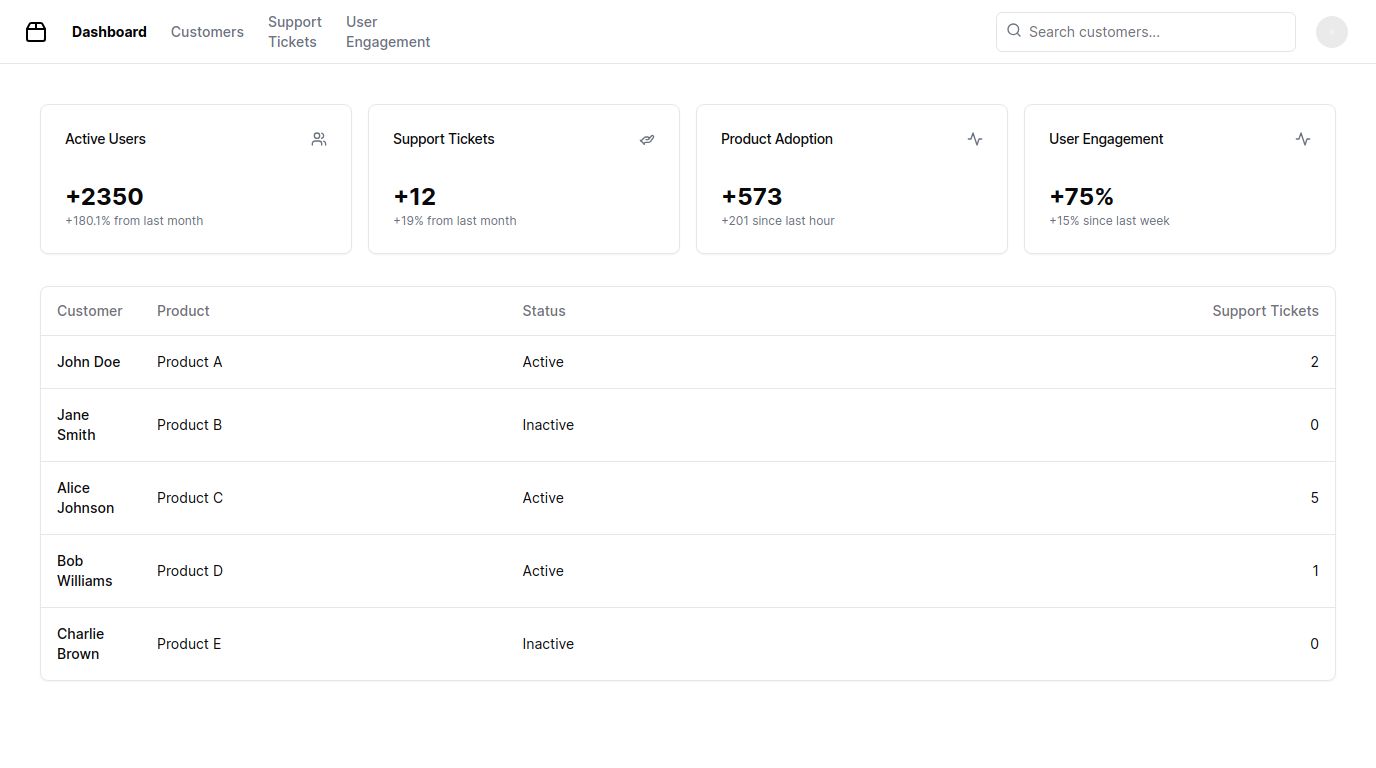 Dashboard Customers Support Tickets User Engagement Search customers...
Active Users
+2350
+180.1% from last month
Support Tickets
+12
+19% from last month
Product Adoption
+573
+201 since last hour
User Engagement
+75%
+15% since last week
Customer Product Status Support Tickets
John Doe Product A Active 2
Jane Smith Product B Inactive 0
Alice Johnson Product C Active 5
Bob Williams Product D Active 1
Charlie Brown Product E Inactive 0